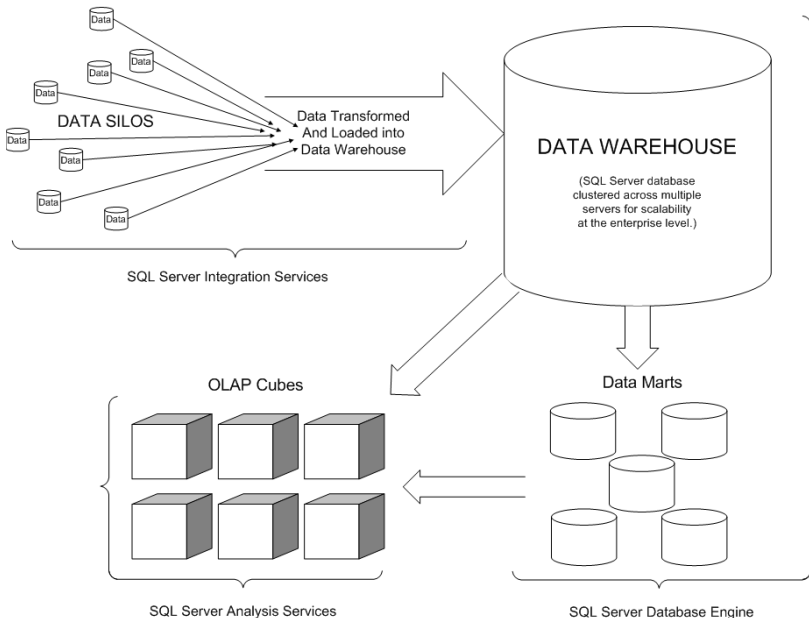 Data
Data
Data
Data
DATA SILOS
Data
Data
Data
Data
Data Transformed
And Loaded into
Data Warehouse
SQL Server Integration Services
DATA WAREHOUSE
(SQL Server database
clustered across multiple
servers for scalability
at the enterprise level.)
OLAP Cubes
Data Marts
SQL Server Analysis Services
SQL Server Database Engine